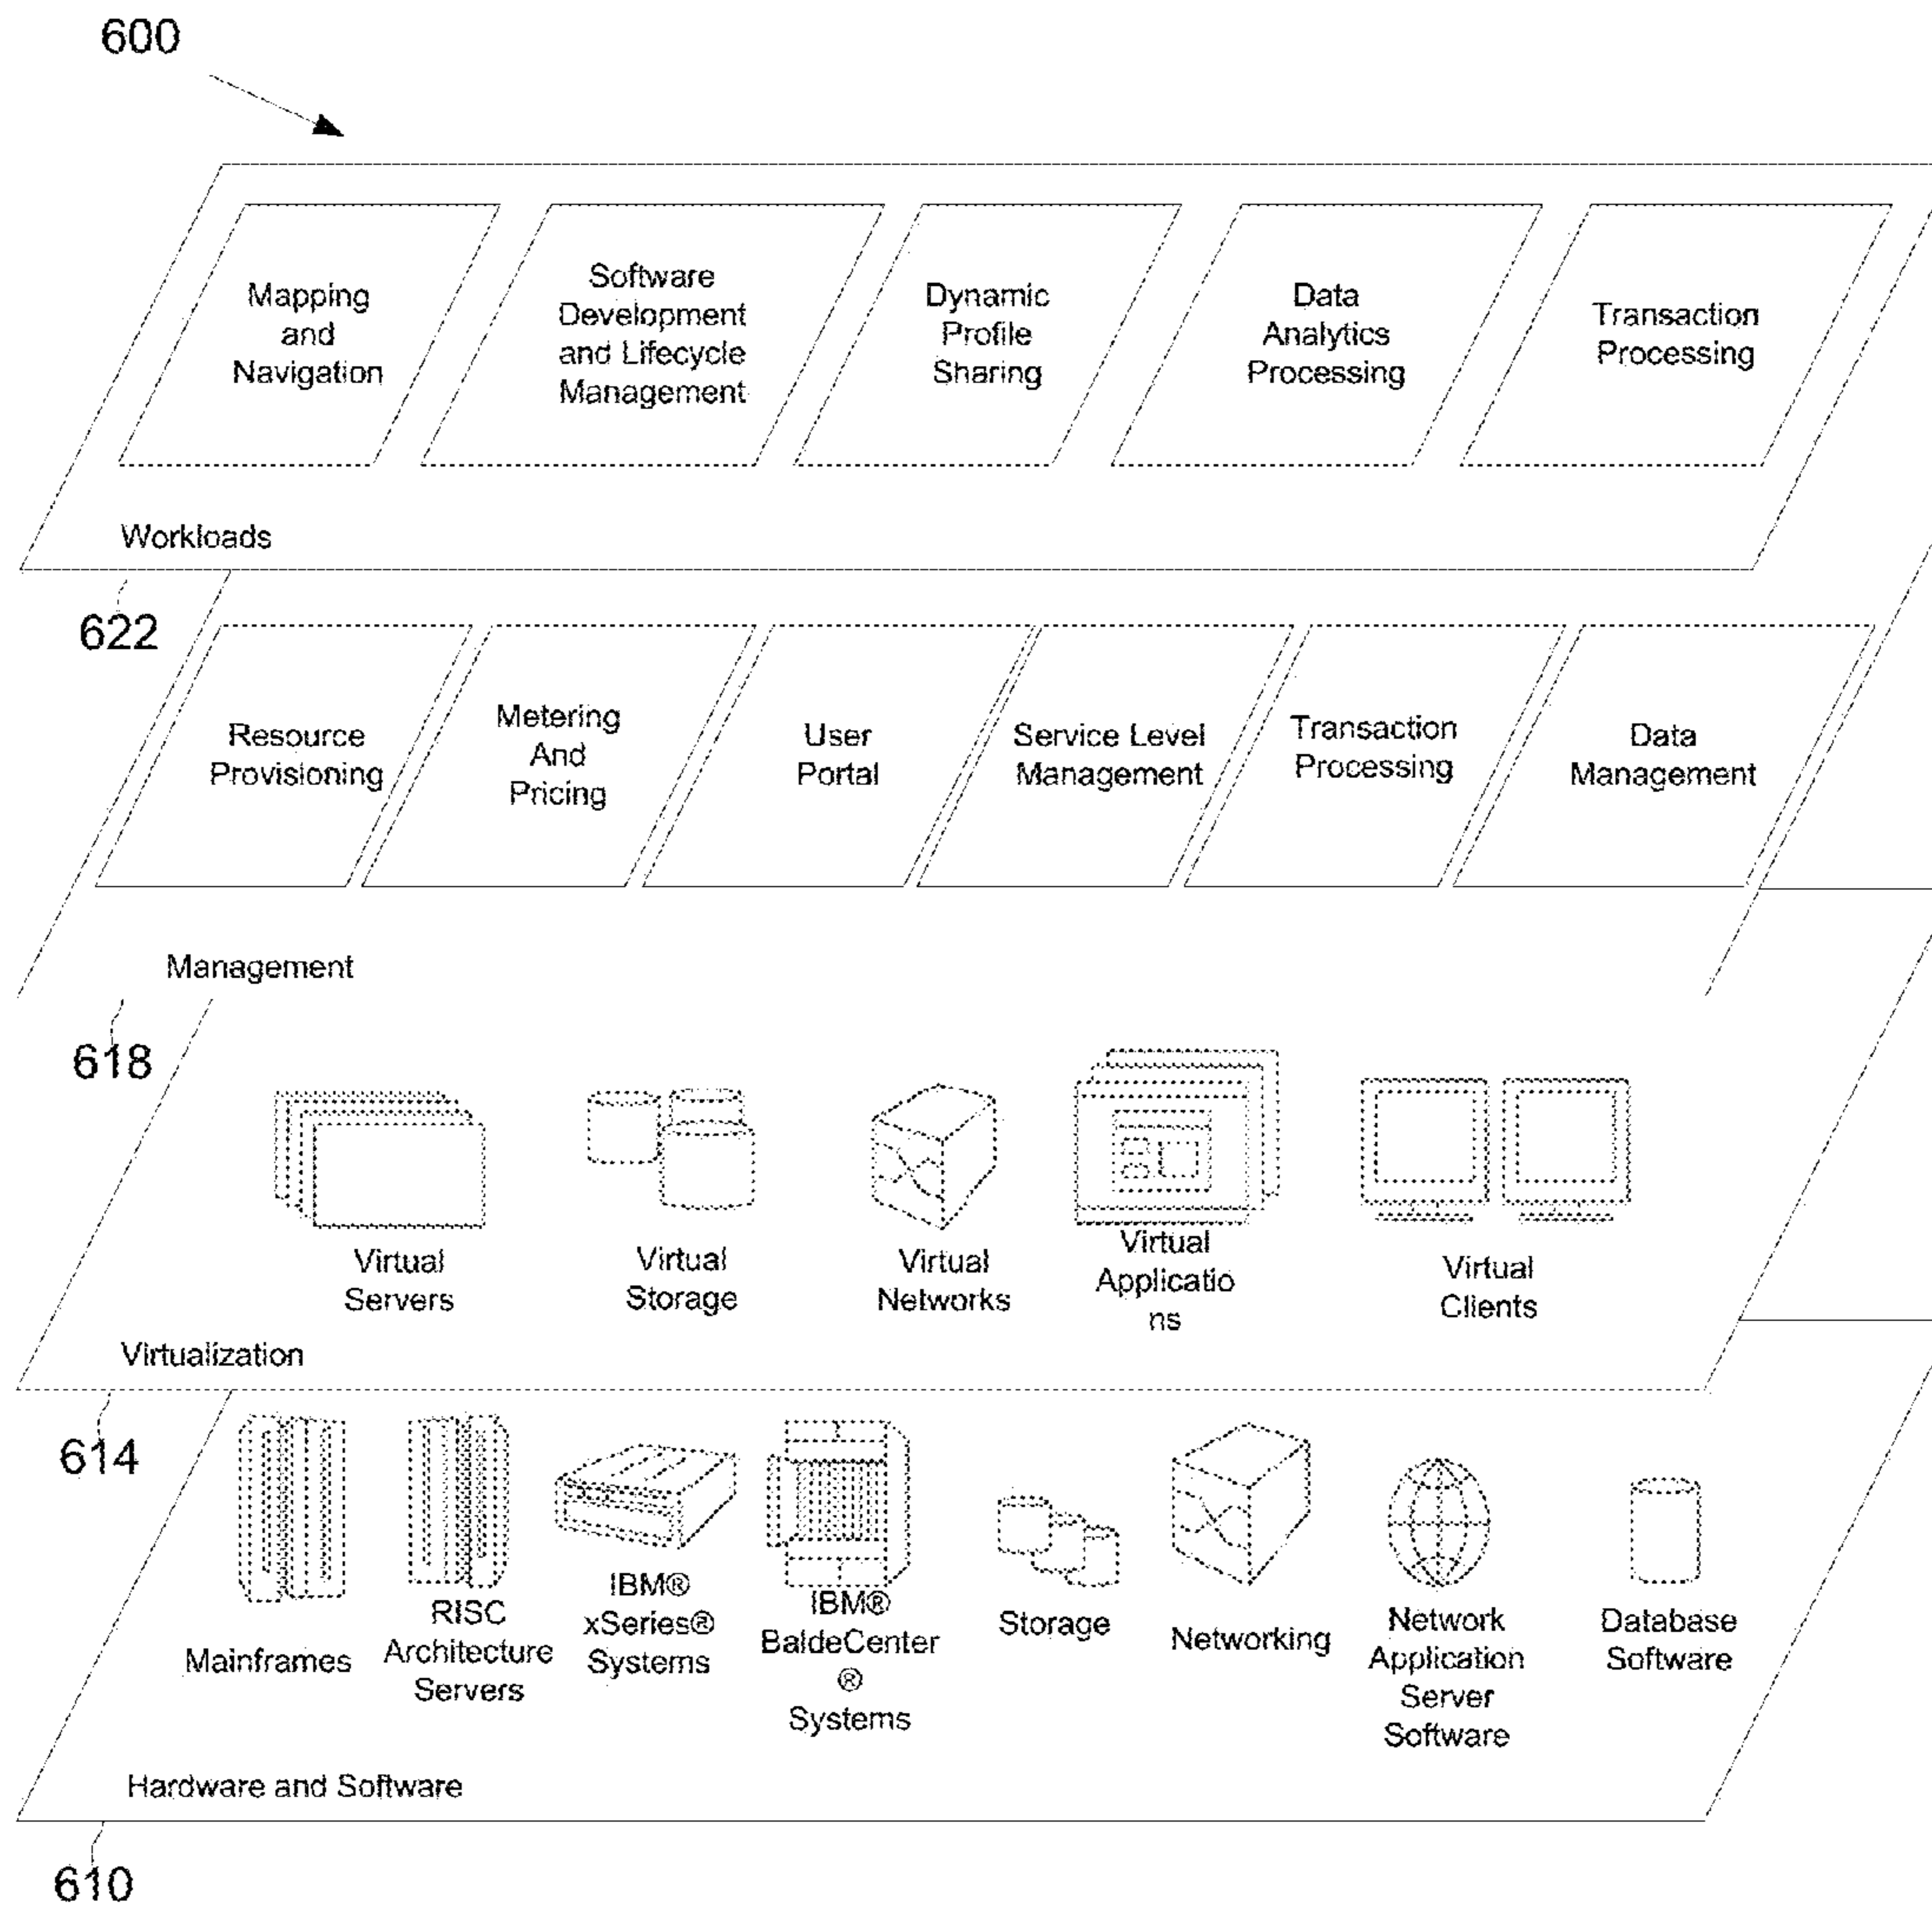 600
Mapping
and
Navigation
Software
Development
and Lifecycle
Management
Dynamic
Profile
Sharing
Data
Analytics
Processing
Transaction
Processing
Workloads
622
Resource
Provisioning
Metering
And
Pricing
User
Portal
Service Level
Management
Transaction
Processing
Data
Management
Management
618
Virtual
Servers
Virtual
Storage
Virtual
Networks
Virtual
Applicatio
ns
Virtual
Clients
Virtualization
614
Mainframes
RISC
Architecture
Servers
IBM®
xSeries®
Systems
IBM®
BaldeCenter
®
Systems
Storage
Networking
Network
Application
Server
Software
Database
Software
Hardware and Software
610